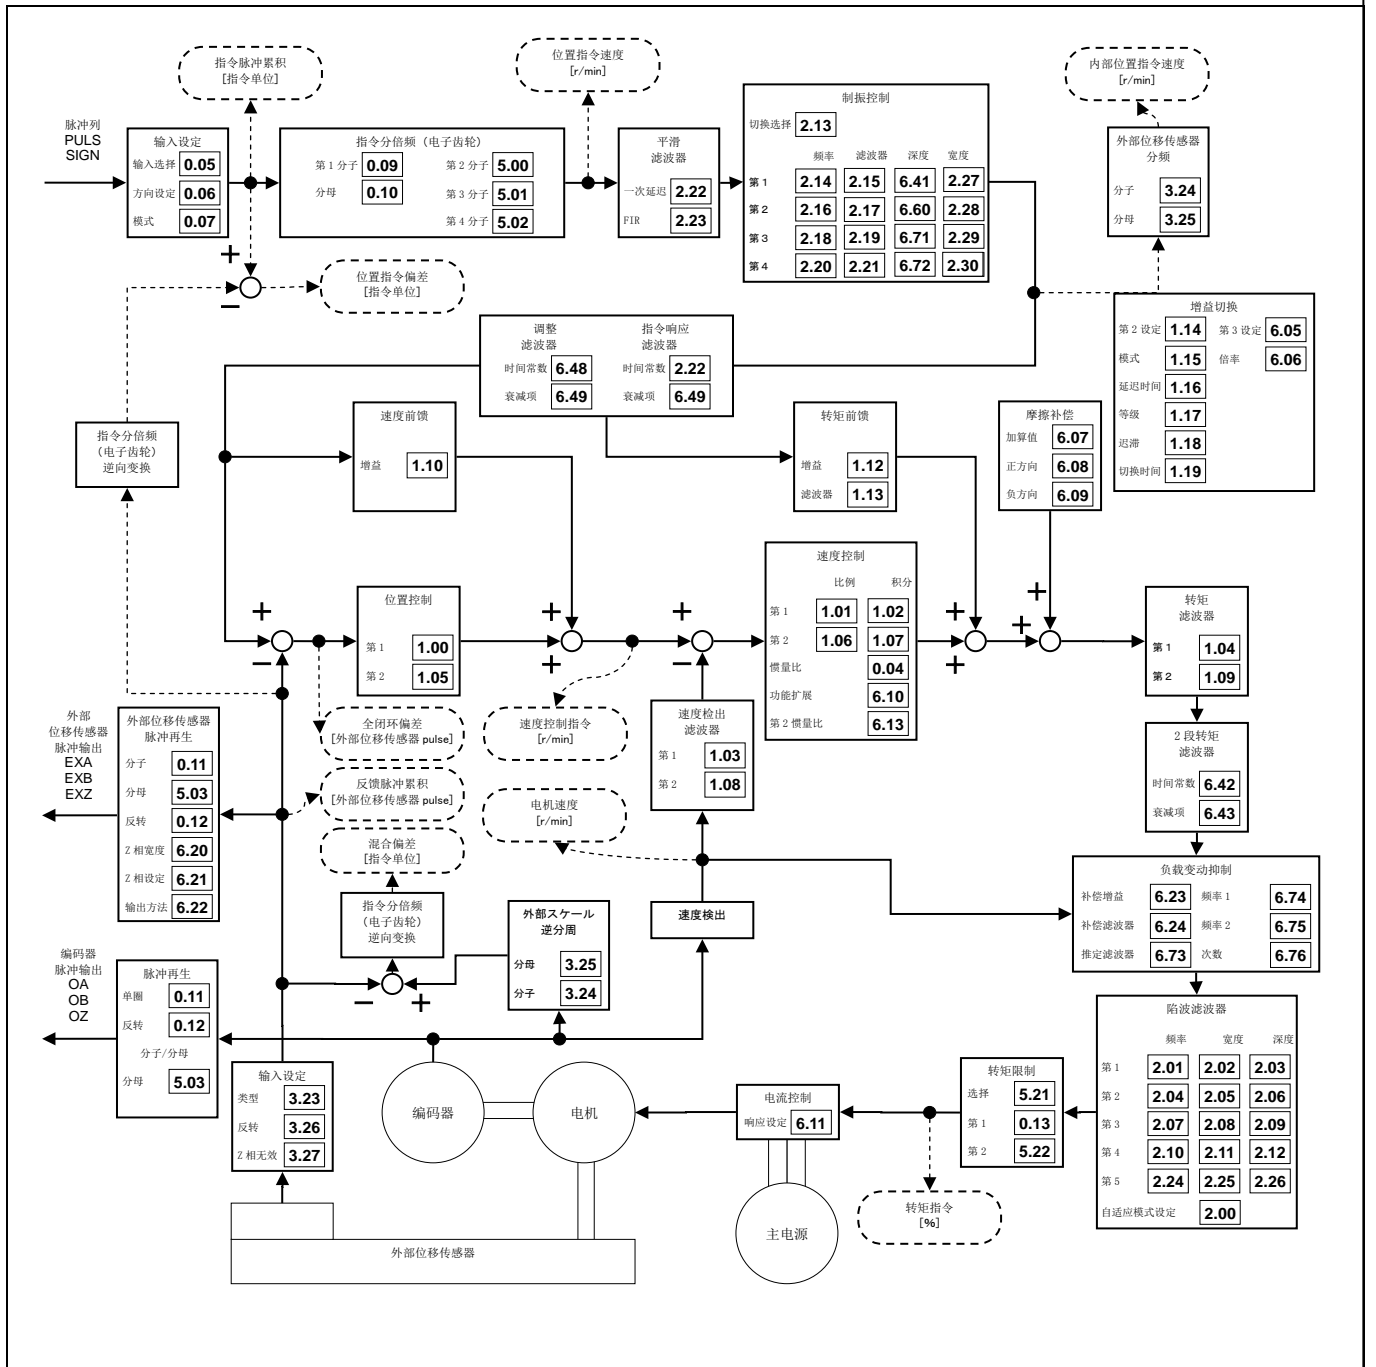 指令脉冲累积
[指令单位]
位置指令速度
[r/min]
内部位置指令速度
[r/min]
脉冲列
PULS
SIGN
输入设定
输入选择 0.05
方向设定 0.06
模式 0.07
指令分倍频（电子齿轮）
第 1 分子 0.09 第 2 分子 5.00
分母 0.10 第 3 分子 5.01
第 4 分子 5.02
平滑
滤波器
一次延迟 2.22
FIR 2.23
制振控制
切换选择 2.13
频率 滤波器 深度 宽度
第 1 2.14 2.15 6.41 2.27
第 2 2.16 2.17 6.60 2.28
第 3 2.18 2.19 6.71 2.29
第 4 2.20 2.21 6.72 2.30
外部位移传感器
分频
分子 3.24
分母 3.25
+
−
位置指令偏差
[指令单位]
调整
滤波器
时间常数 6.48
衰减项 6.49
指令响应
滤波器
时间常数 2.22
衰减项 6.49
增益切换
第 2 设定 1.14 第 3 设定 6.05
模式 1.15 倍率 6.06
延迟时间 1.16
等级 1.17
迟滞 1.18
切换时间 1.19
指令分倍频
（电子齿轮）
逆向变换
速度前馈
增益 1.10
转矩前馈
增益 1.12
滤波器 1.13
摩擦补偿
加算值 6.07
正方向 6.08
负方向 6.09
+
−
位置控制
第 1 1.00
第 2 1.05
+
+
+
−
速度控制
比例 积分
第 1 1.01 1.02
第 2 1.06 1.07
惯量比 0.04
功能扩展 6.10
第 2 惯量比 6.13
+
+
+
+
转矩
滤波器
第 1 1.04
第 2 1.09
外部
位移传感器
脉冲输出
EXA
EXB
EXZ
外部位移传感器
脉冲再生
分子 0.11
分母 5.03
反转 0.12
Z 相宽度 6.20
Z 相设定 6.21
输出方法 6.22
全闭环偏差
[外部位移传感器 pulse]
反馈脉冲累积
[外部位移传感器 pulse]
混合偏差
[指令单位]
速度控制指令
[r/min]
电机速度
[r/min]
速度检出
滤波器
第 1 1.03
第 2 1.08
2 段转矩
滤波器
时间常数 6.42
衰减项 6.43
负载变动抑制
补偿增益 6.23 频率 1 6.74
补偿滤波器 6.24 频率 2 6.75
推定滤波器 6.73 次数 6.76
指令分倍频
（电子齿轮）
逆向变换
−
+
外部スケール
逆分周
分母 3.25
分子 3.24
速度检出
编码器
脉冲输出
OA
OB
OZ
脉冲再生
单圈 0.11
反转 0.12
分子/分母
分母 5.03
输入设定
类型 3.23
反转 3.26
Z 相无效 3.27
编码器
电机
外部位移传感器
电流控制
响应设定 6.11
主电源
转矩指令
[%]
转矩限制
选择 5.21
第 1 0.13
第 2 5.22
陷波滤波器
频率 宽度 深度
第 1 2.01 2.02 2.03
第 2 2.04 2.05 2.06
第 3 2.07 2.08 2.09
第 4 2.10 2.11 2.12
第 5 2.24 2.25 2.26
自适应模式设定 2.00